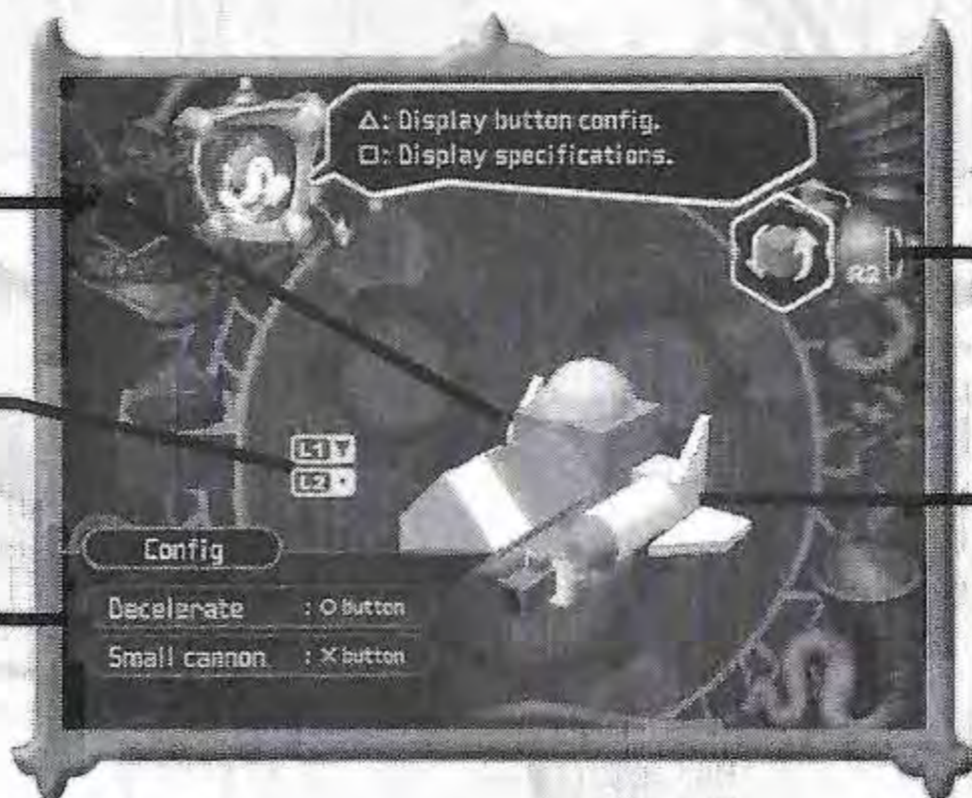 △: Display button config.
□: Display specifications.
R2
L1 ▼
L2 •
Config
Decelerate : ○ button
Small cannon : ✕ button